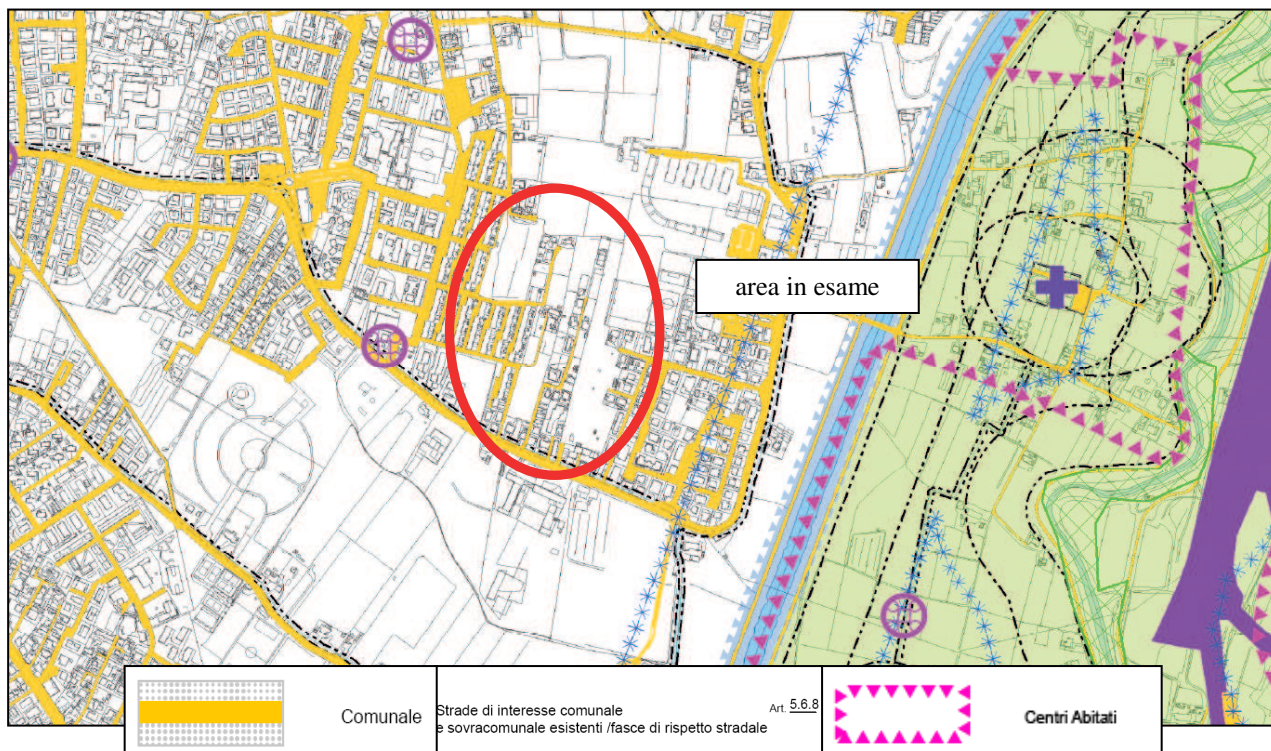 area in esame
Comunale
Strade di interesse comunale
e sovracomunale esistenti /fasce di rispetto stradale
Art. 5.6.8
Centri Abitati